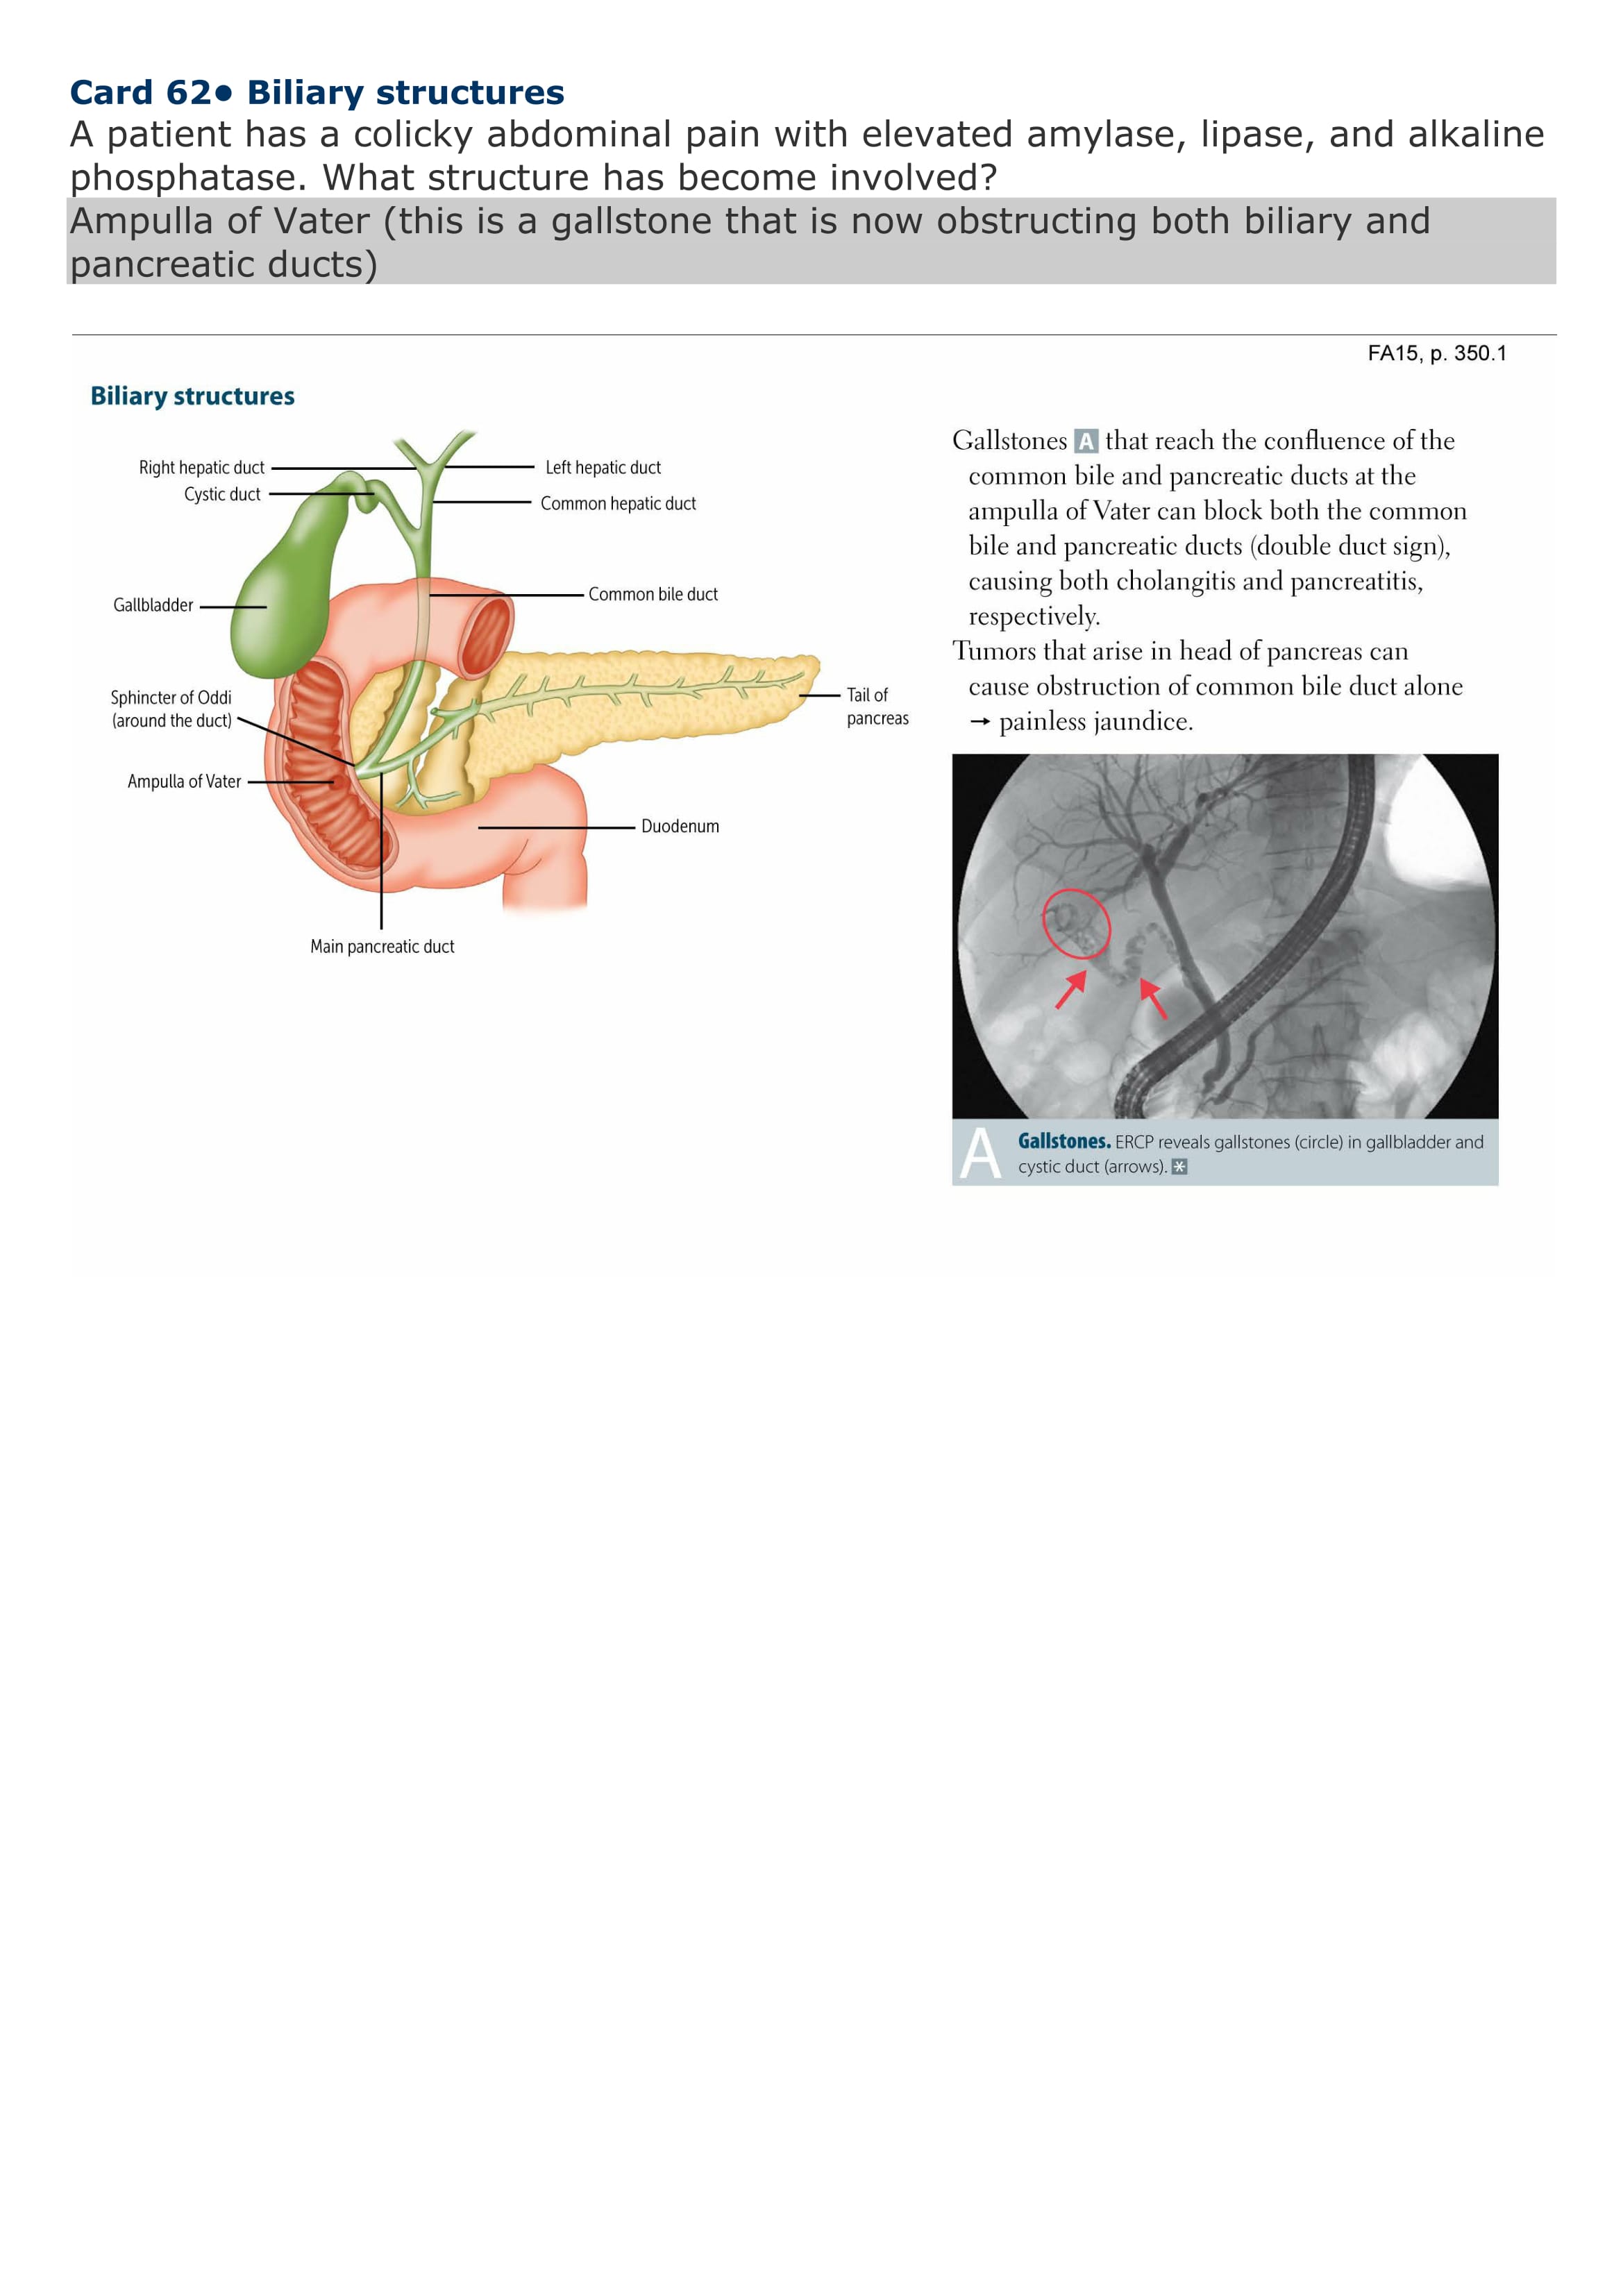 Card 62• Biliary structures
A patient has a colicky abdominal pain with elevated amylase, lipase, and alkaline
phosphatase. What structure has become involved?
Ampulla of Vater (this is a gallstone that is now obstructing both biliary and
pancreatic ducts)
FA15, p. 350.1
Biliary structures
Right hepatic duct
Cystic duct
Gallbladder
Sphincter of Oddi
(around the duct)
Ampulla of Vater
Main pancreatic duct
Left hepatic duct
Common hepatic duct
Common bile duct
Tail of
pancreas
Duodenum
Gallstones A that reach the confluence of the
common bile and pancreatic ducts at the
ampulla of Vater can block both the common
bile and pancreatic ducts (double duct sign),
causing both cholangitis and pancreatitis,
respectively.
Tumors that arise in head of pancreas can
cause obstruction of common bile duct alone
→ painless jaundice.
A
Gallstones. ERCP reveals gallstones (circle) in gallbladder and
cystic duct (arrows). *